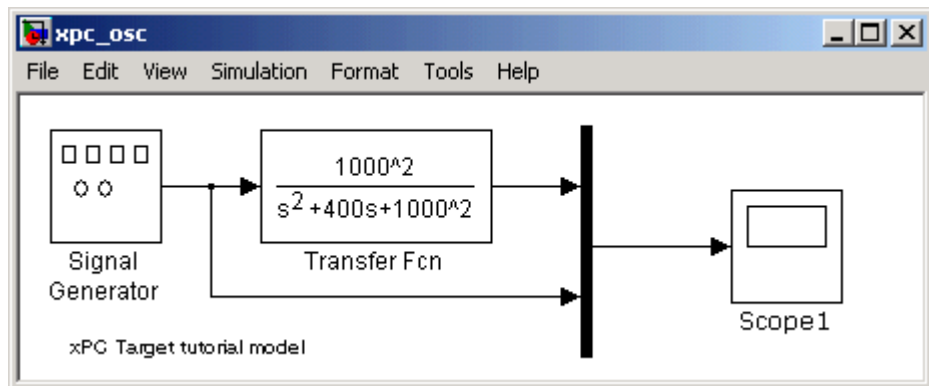 xpc_osc
File Edit View Simulation Format Tools Help
1000^2
s²+400s+1000^2
Signal
Generator
Transfer Fcn
Scope1
xPC Target tutorial model